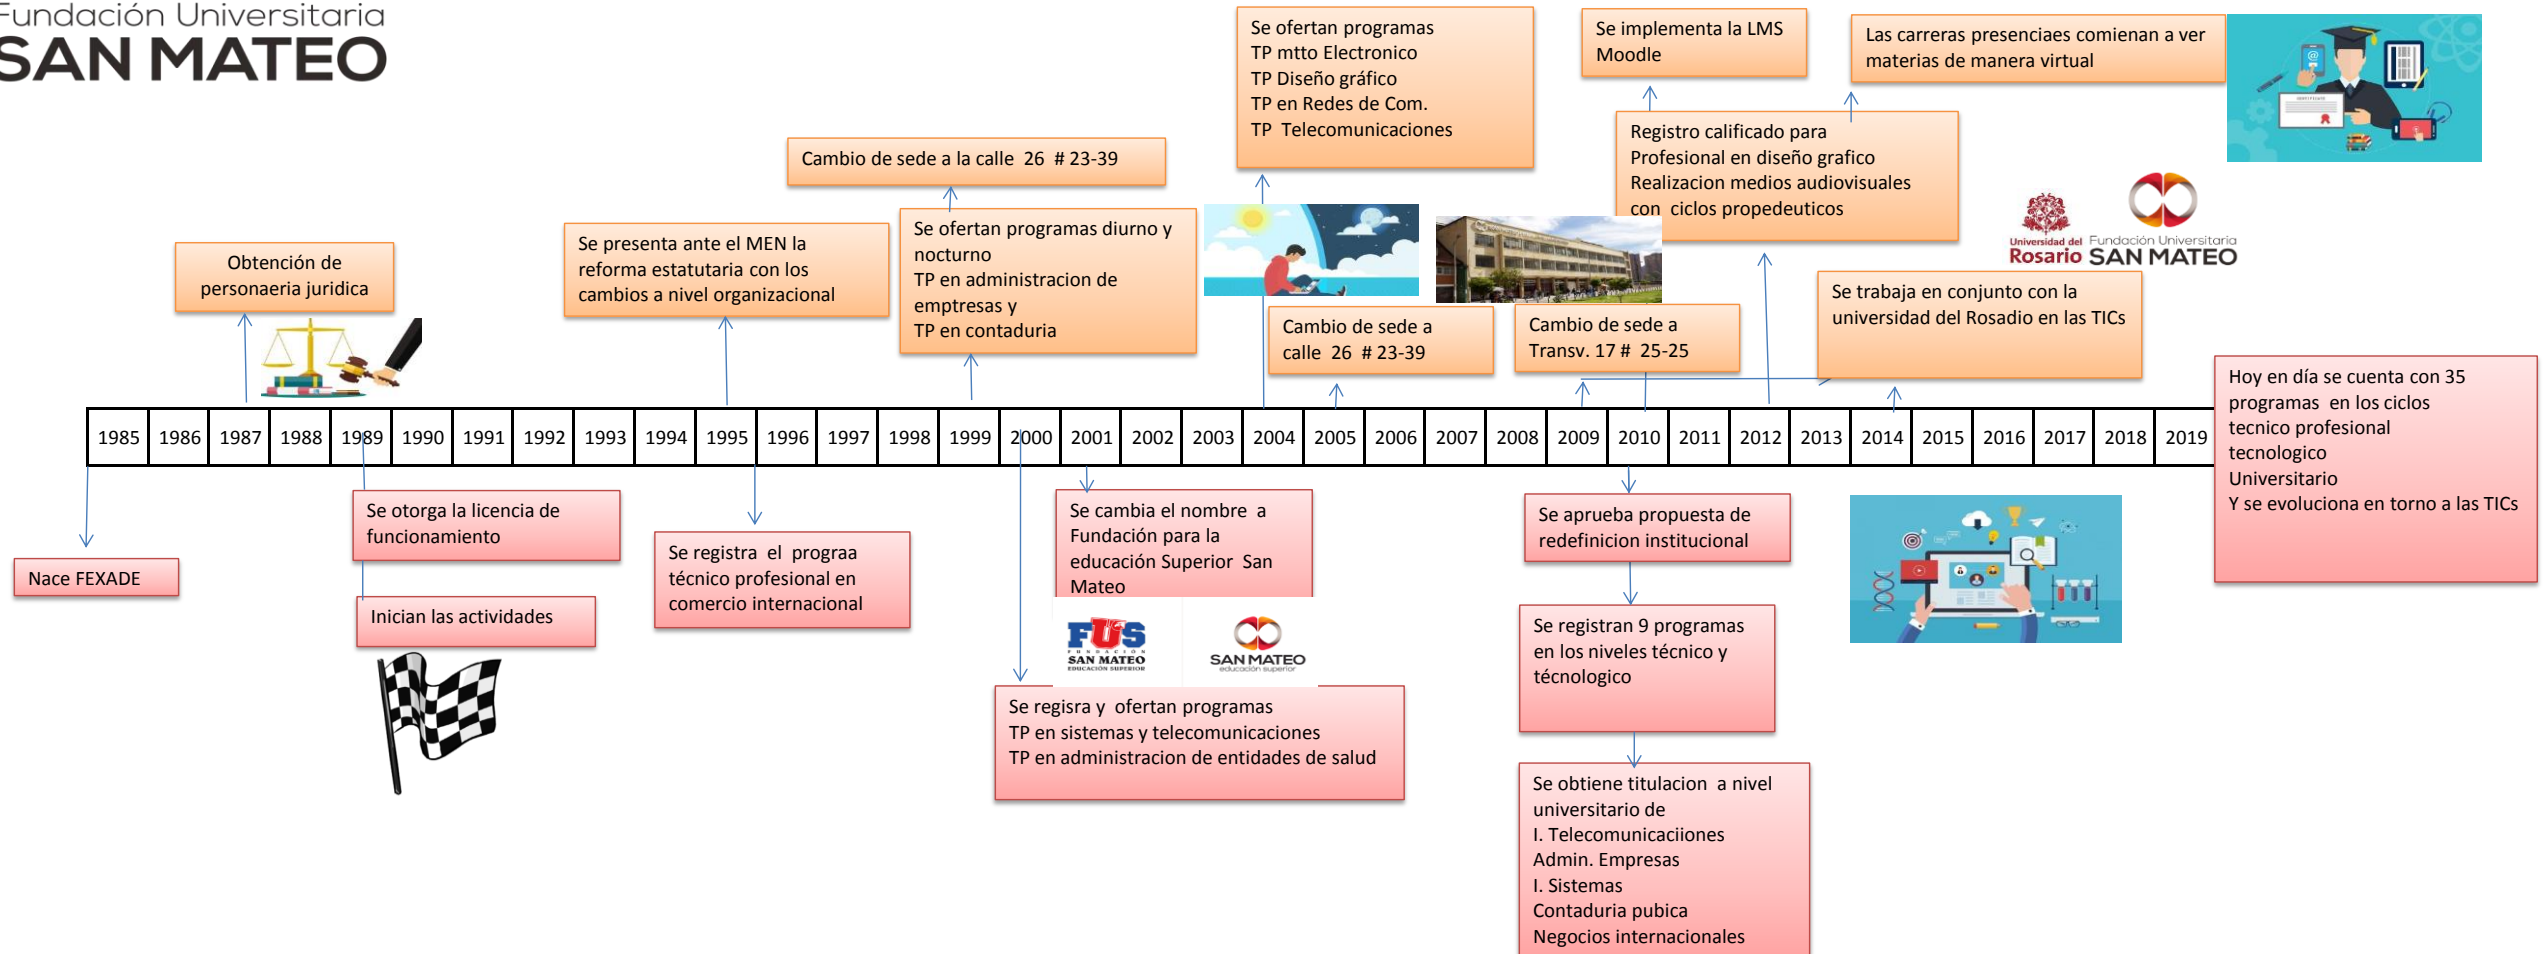 Fundación Universitaria
SAN MATEO
Se ofertan programas
TP mtto Electronico
TP Diseño gráfico
TP en Redes de Com.
TP Telecomunicaciones
Se implementa la LMS
Moodle
Las carreras presenciaes comienan a ver
materias de manera virtual
Cambio de sede a la calle 26 # 23-39
Registro calificado para
Profesional en diseño grafico
Realizacion medios audiovisuales
con ciclos propedeuticos
Obtención de
personaeria juridica
Se presenta ante el MEN la
reforma estatutaria con los
cambios a nivel organizacional
Se ofertan programas diurno y
nocturno
TP en administracion de
emptresas y
TP en contaduria
Universidad del
Rosario
Fundación Universitaria
SAN MATEO
Cambio de sede a
calle 26 # 23-39
Cambio de sede a
Transv. 17 # 25-25
Se trabaja en conjunto con la
universidad del Rosadio en las TICs
1985 1986 1987 1988 1989 1990 1991 1992 1993 1994 1995 1996 1997 1998 1999 2000 2001 2002 2003 2004 2005 2006 2007 2008 2009 2010 2011 2012 2013 2014 2015 2016 2017 2018 2019
Hoy en día se cuenta con 35
programas en los ciclos
tecnico profesional
tecnologico
Universitario
Y se evoluciona en torno a las TICs
Nace FEXADE
Se otorga la licencia de
funcionamiento
Inician las actividades
Se registra el prograa
técnico profesional en
comercio internacional
Se cambia el nombre a
Fundación para la
educación Superior San
Mateo
FUS
FUNDACIÓN
SAN MATEO
EDUCACIÓN SUPERIOR
SAN MATEO
educación superior
Se regisra y ofertan programas
TP en sistemas y telecomunicaciones
TP en administracion de entidades de salud
Se aprueba propuesta de
redefinicion institucional
Se registran 9 programas
en los niveles técnico y
técnologico
Se obtiene titulacion a nivel
universitario de
I. Telecomunicaciiones
Admin. Empresas
I. Sistemas
Contaduria pubica
Negocios internacionales